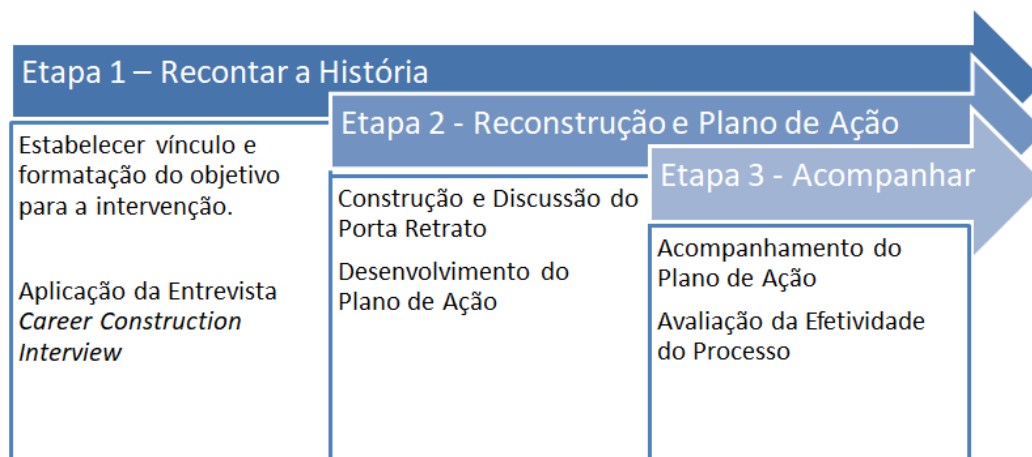 Etapa 1 – Recontar a História
Estabelecer vínculo e
formatação do objetivo
para a intervenção.
Aplicação da Entrevista
Career Construction
Interview
Etapa 2 - Reconstrução e Plano de Ação
Construção e Discussão do
Porta Retrato
Desenvolvimento do
Plano de Ação
Etapa 3 - Acompanhar
Acompanhamento do
Plano de Ação
Avaliação da Efetividade
do Processo